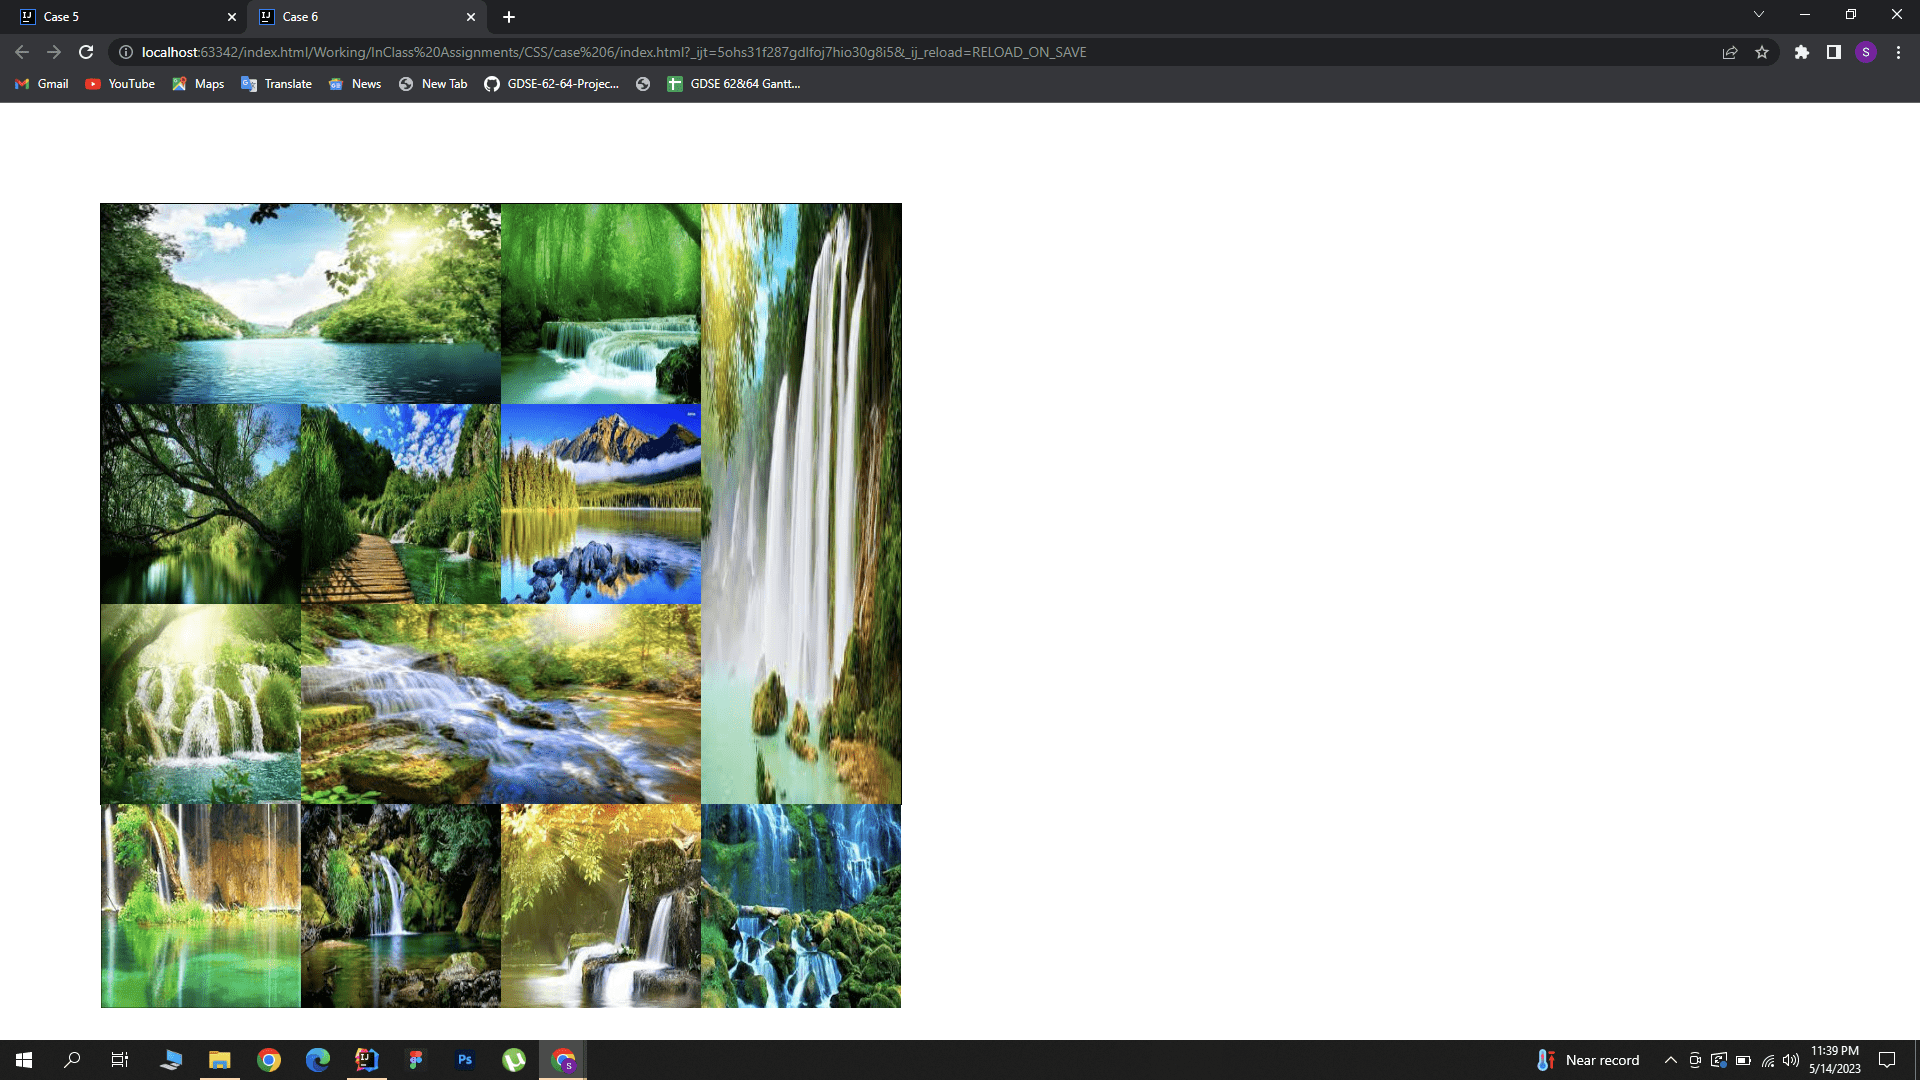 Case 5
Case 6
localhost:63342/index.html/Working/InClass%20Assignments/CSS/case%206/index.html?_ijt=5ohs31f287gdlfoj7hio30g8i5&_ij_reload=RELOAD_ON_SAVE
S
Gmail
YouTube
Maps
Translate
News
New Tab
GDSE-62-64-Projec...
GDSE 62&64 Gantt...
Ps
S
Near record
11:39 PM
5/14/2023